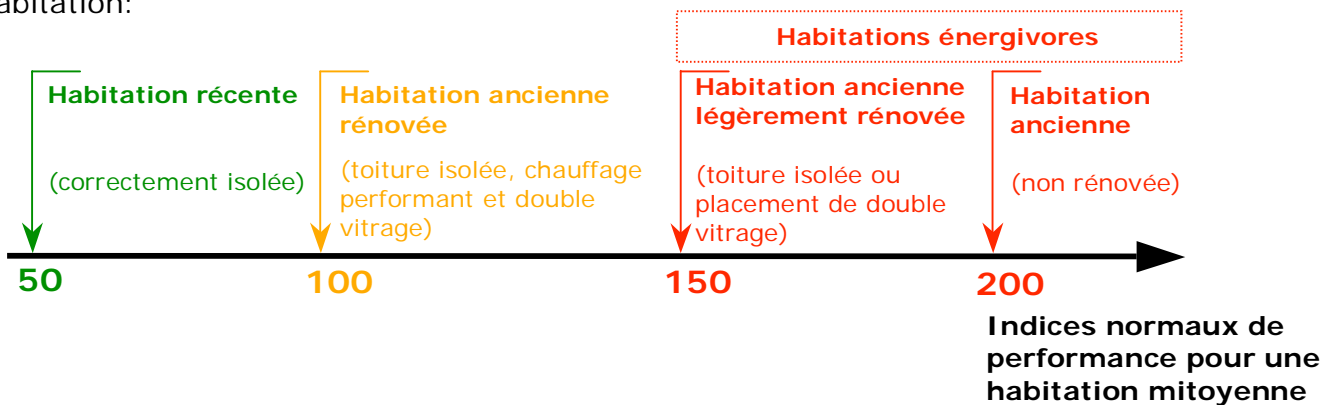 abitation:
Habitations énergivores
Habitation récente
(correctement isolée)
Habitation ancienne
rénovée
(toiture isolée, chauffage
performant et double
vitrage)
Habitation ancienne
légèrement rénovée
(toiture isolée ou
placement de double
vitrage)
Habitation
ancienne
(non rénovée)
50
100
150
200
Indices normaux de
performance pour une
habitation mitoyenne